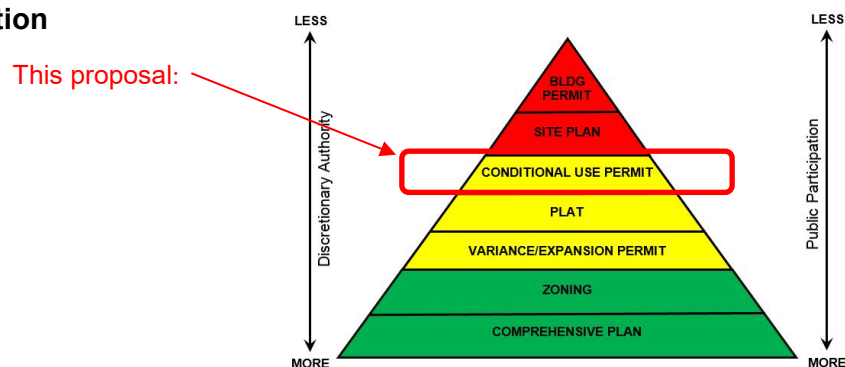 tion
This proposal:
LESS
LESS
Discretionary Authority
Public Participation
BLDG
PERMIT
SITE PLAN
CONDITIONAL USE PERMIT
PLAT
VARIANCE/EXPANSION PERMIT
ZONING
COMPREHENSIVE PLAN
MORE
MORE